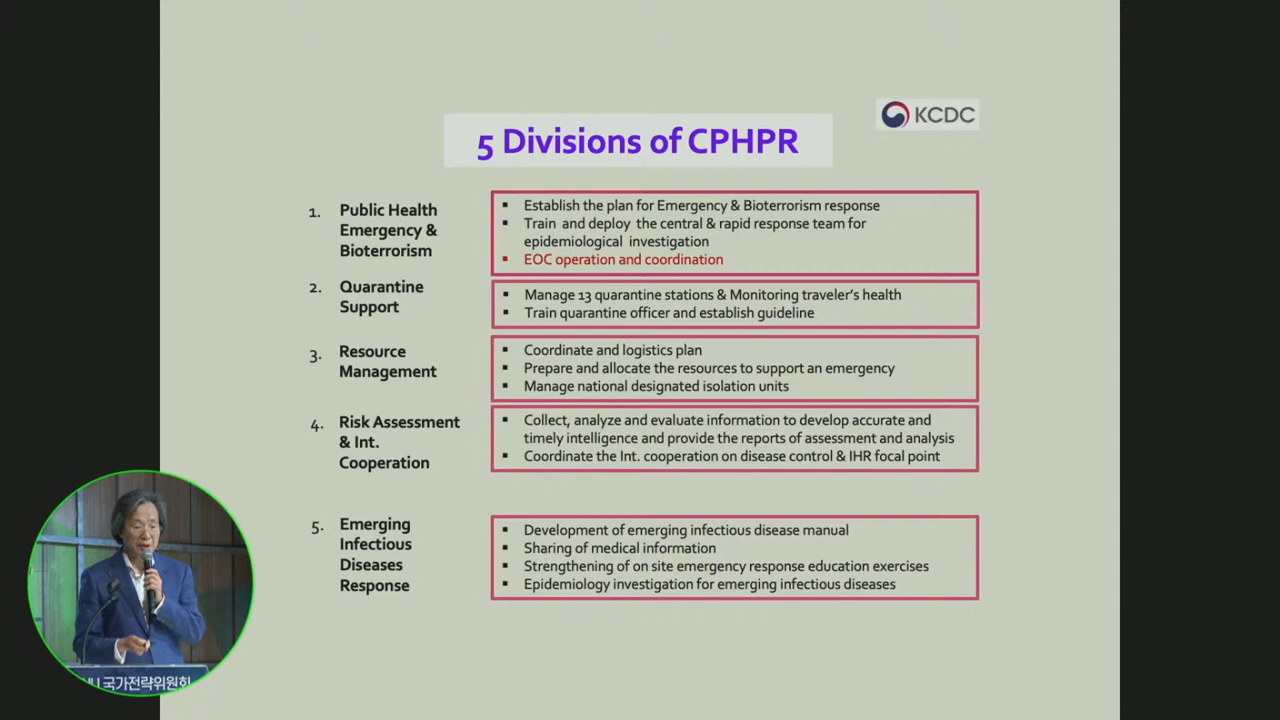 KCDC
5 Divisions of CPHPR
1. Public Health
Emergency &
Bioterrorism
▪ Establish the plan for Emergency & Bioterrorism response
▪ Train and deploy the central & rapid response team for
epidemiological investigation
▪ EOC operation and coordination
2. Quarantine
Support
▪ Manage 13 quarantine stations & Monitoring traveler's health
▪ Train quarantine officer and establish guideline
3. Resource
Management
▪ Coordinate and logistics plan
▪ Prepare and allocate the resources to support an emergency
▪ Manage national designated isolation units
4. Risk Assessment
& Int.
Cooperation
▪ Collect, analyze and evaluate information to develop accurate and
timely intelligence and provide the reports of assessment and analysis
▪ Coordinate the Int. cooperation on disease control & IHR focal point
5. Emerging
Infectious
Diseases
Response
▪ Development of emerging infectious disease manual
▪ Sharing of medical information
▪ Strengthening of on site emergency response education exercises
▪ Epidemiology investigation for emerging infectious diseases
국가전략위원회